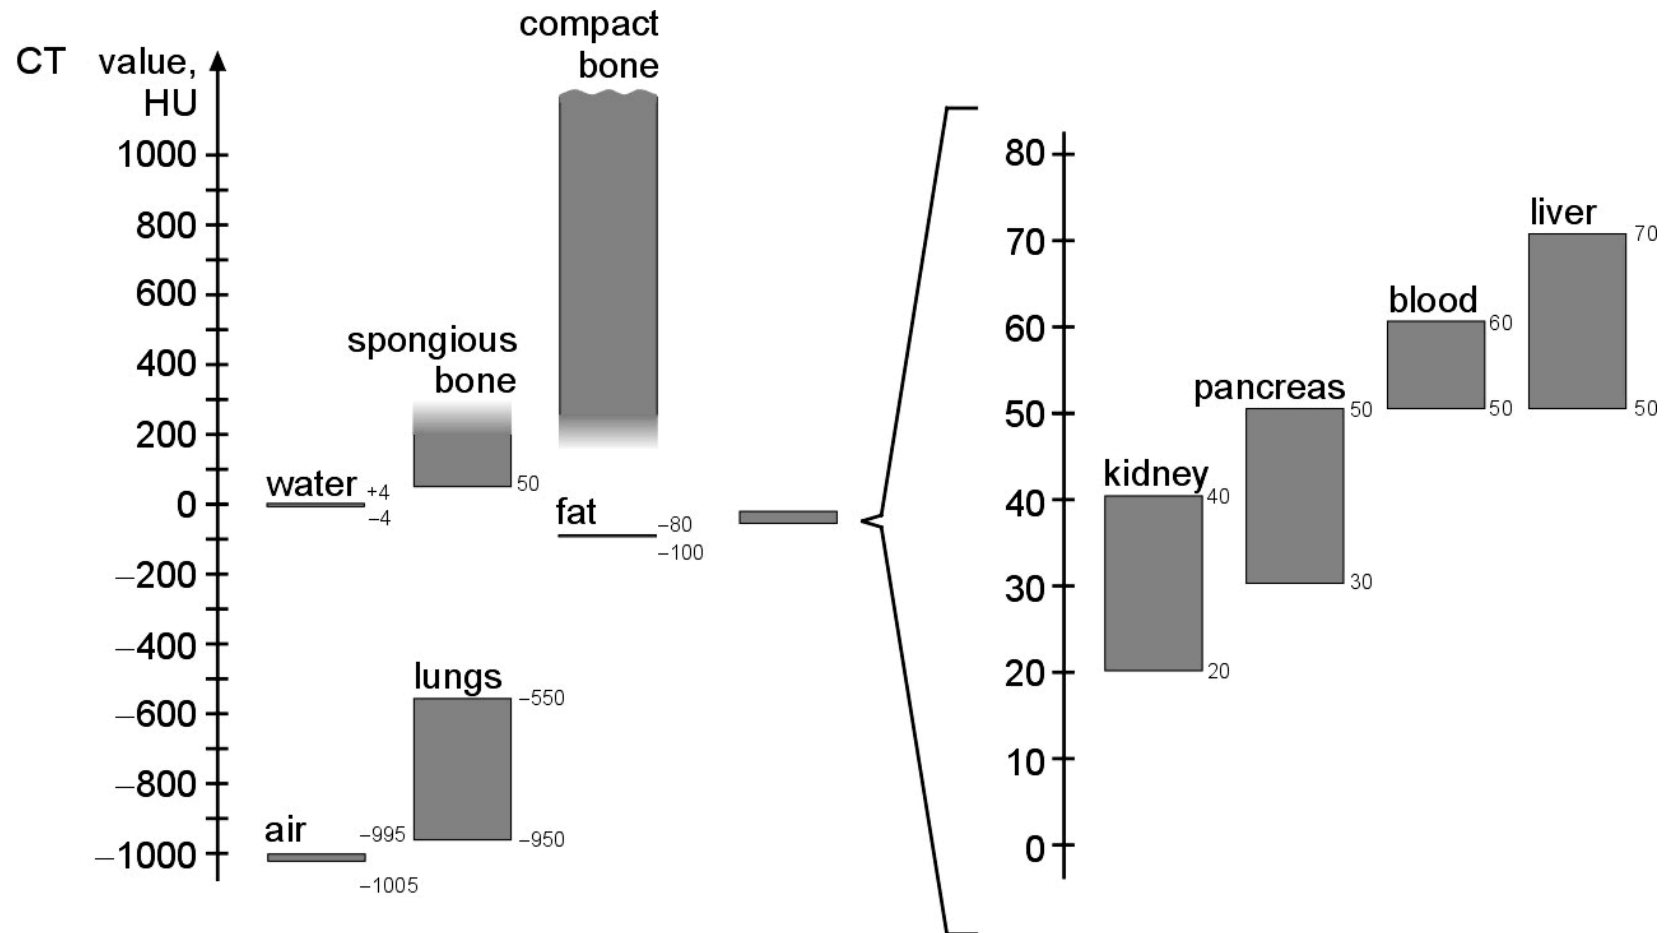 CT value,
HU
1000
800
600
400
200
0
–200
–400
–600
–800
–1000
water
+4
–4
air
–995
–1005
spongious
bone
50
lungs
–550
–950
compact
bone
fat
–80
–100
80
70
60
50
40
30
20
10
0
kidney
40
20
pancreas
50
30
blood
60
50
liver
70
50